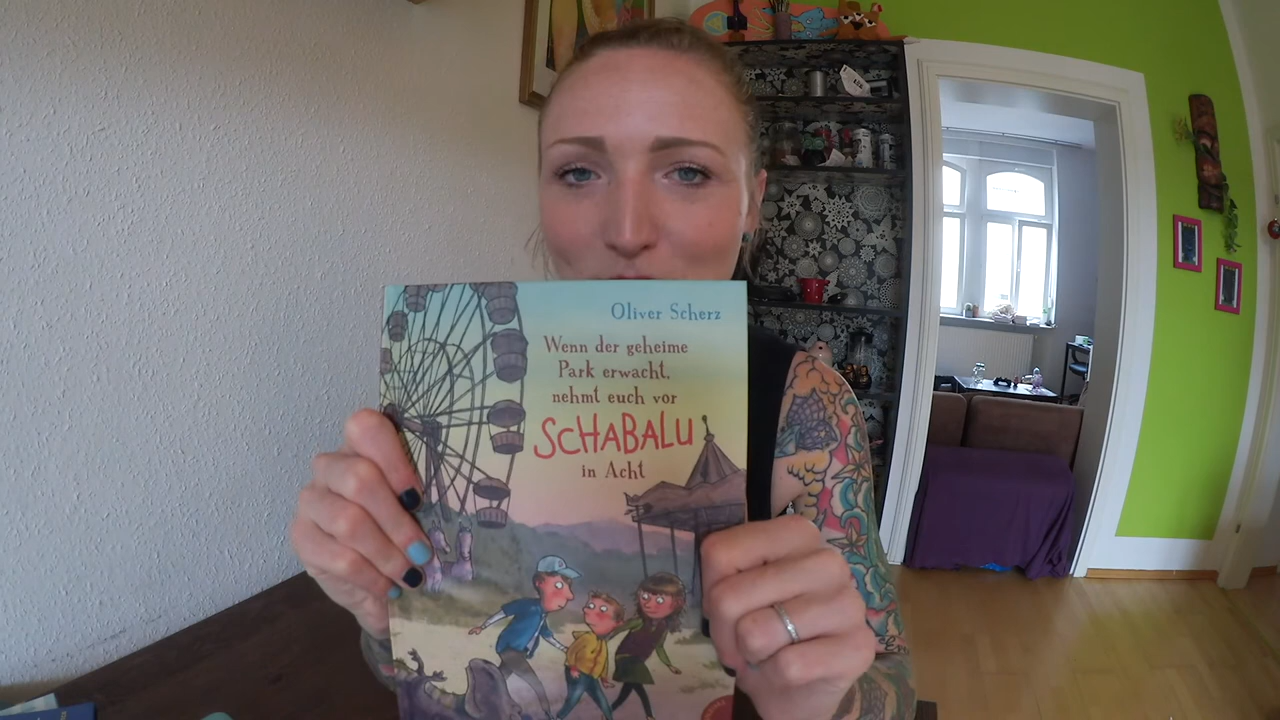 Oliver Scherz
Wenn der geheime
Park erwacht,
nehmt euch vor
SCHABALU
in Acht